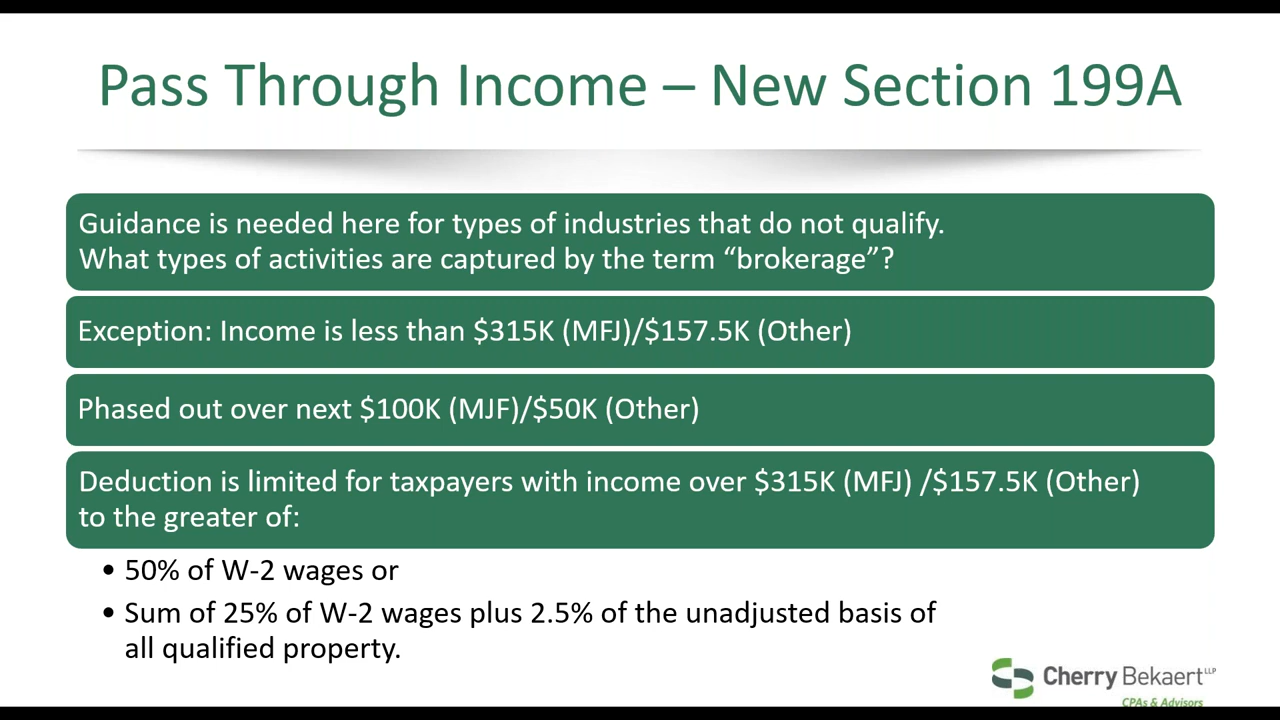 Pass Through Income – New Section 199A
Guidance is needed here for types of industries that do not qualify.
What types of activities are captured by the term “brokerage”?
Exception: Income is less than $315K (MFJ)/$157.5K (Other)
Phased out over next $100K (MJF)/$50K (Other)
Deduction is limited for taxpayers with income over $315K (MFJ) /$157.5K (Other)
to the greater of:
• 50% of W-2 wages or
• Sum of 25% of W-2 wages plus 2.5% of the unadjusted basis of
all qualified property.
Cherry Bekaert LLP
CPAs & Advisors